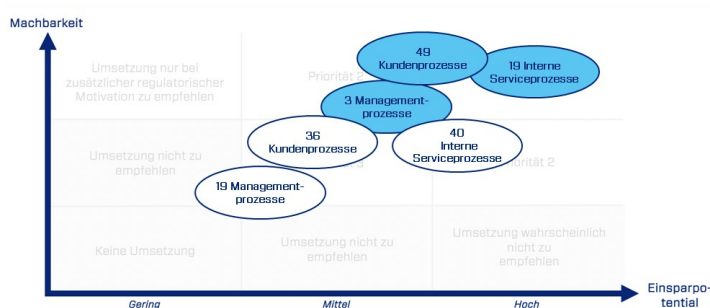 Machbarkeit
Umsetzung nur bei
zusätzlicher regulatorischer
Motivation zu empfehlen
Priorität 2
49
Kundenprozesse
19 Interne
Serviceprozesse
3 Management-
prozesse
36
Kundenprozesse
40
Interne
Serviceprozesse
Umsetzung nicht zu
empfehlen
Priorität 2
19 Management-
prozesse
Keine Umsetzung
Umsetzung nicht zu
empfehlen
Umsetzung wahrscheinlich
nicht zu
empfehlen
Einsparpo-
tential
Gering
Mittel
Hoch